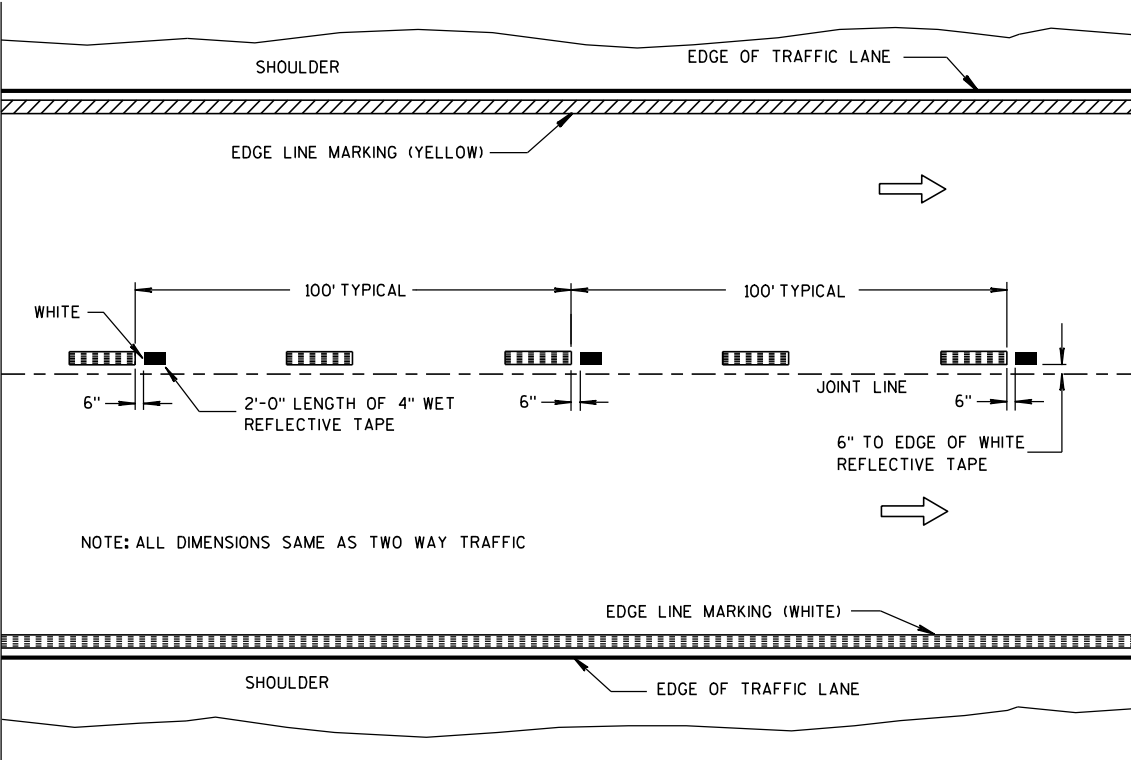 SHOULDER
EDGE OF TRAFFIC LANE
EDGE LINE MARKING (YELLOW)
100' TYPICAL
100' TYPICAL
WHITE
JOINT LINE
6"
2'-0" LENGTH OF 4" WET
REFLECTIVE TAPE
6"
6"
6" TO EDGE OF WHITE
REFLECTIVE TAPE
NOTE: ALL DIMENSIONS SAME AS TWO WAY TRAFFIC
EDGE LINE MARKING (WHITE)
SHOULDER
EDGE OF TRAFFIC LANE